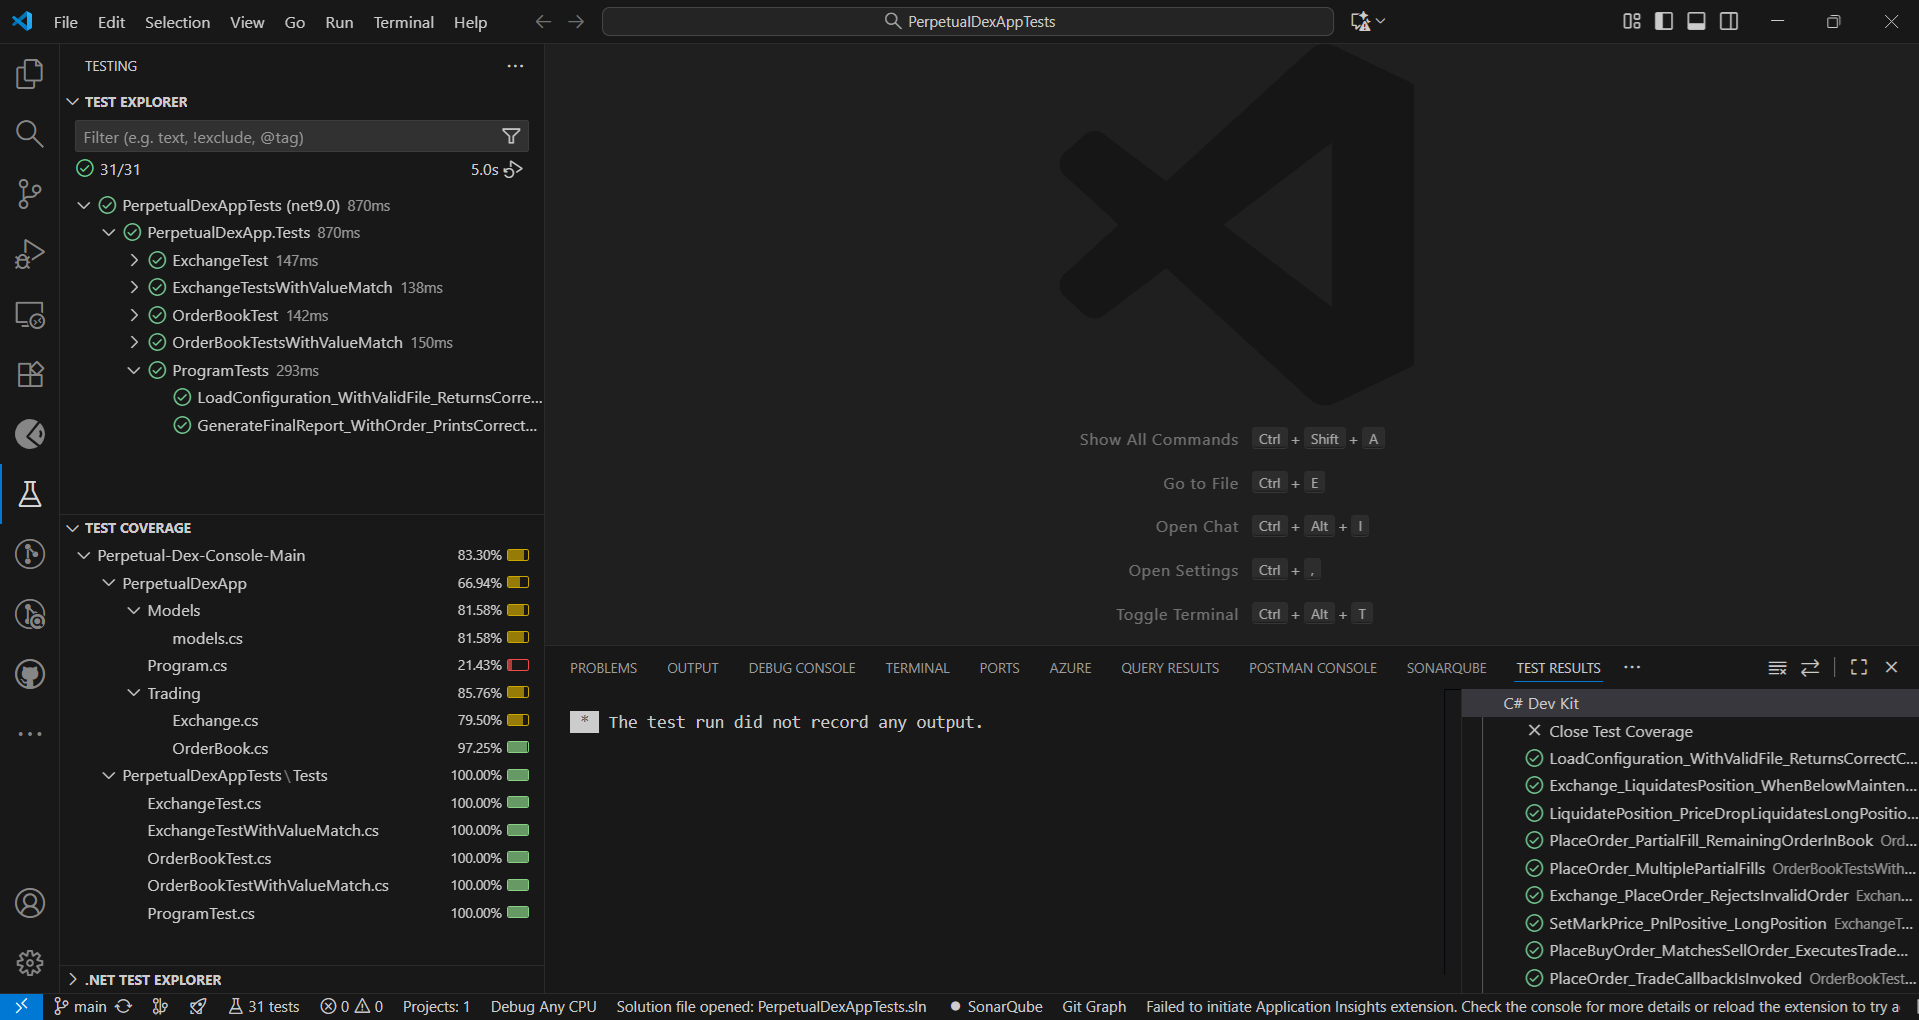 File Edit Selection View Go Run Terminal Help
PerpetualDexAppTests
TESTING
TEST EXPLORER
Filter (e.g. text, !exclude, @tag)
31/31 5.0s
PerpetualDexAppTests (net9.0) 870ms
PerpetualDexApp.Tests 870ms
ExchangeTest 147ms
ExchangeTestsWithValueMatch 138ms
OrderBookTest 142ms
OrderBookTestsWithValueMatch 150ms
ProgramTests 293ms
LoadConfiguration_WithValidFile_ReturnsCorre...
GenerateFinalReport_WithOrder_PrintsCorrect...
TEST COVERAGE
Perpetual-Dex-Console-Main 83.30%
PerpetualDexApp 66.94%
Models 81.58%
models.cs 81.58%
Program.cs 21.43%
Trading 85.76%
Exchange.cs 79.50%
OrderBook.cs 97.25%
PerpetualDexAppTests\Tests 100.00%
ExchangeTest.cs 100.00%
ExchangeTestWithValueMatch.cs 100.00%
OrderBookTest.cs 100.00%
OrderBookTestWithValueMatch.cs 100.00%
ProgramTest.cs 100.00%
.NET TEST EXPLORER
Show All Commands Ctrl + Shift + A
Go to File Ctrl + E
Open Chat Ctrl + Alt + I
Open Settings Ctrl + ,
Toggle Terminal Ctrl + Alt + T
PROBLEMS OUTPUT DEBUG CONSOLE TERMINAL PORTS AZURE QUERY RESULTS POSTMAN CONSOLE SONARQUBE TEST RESULTS
* The test run did not record any output.
C# Dev Kit
Close Test Coverage
LoadConfiguration_WithValidFile_ReturnsCorrectC...
Exchange_LiquidatesPosition_WhenBelowMainten...
LiquidatePosition_PriceDropLiquidatesLongPositio...
PlaceOrder_PartialFill_RemainingOrderInBook Ord...
PlaceOrder_MultiplePartialFills OrderBookTestsWith...
Exchange_PlaceOrder_RejectsInvalidOrder Exchan...
SetMarkPrice_PnlPositive_LongPosition ExchangeT...
PlaceBuyOrder_MatchesSellOrder_ExecutesTrade...
PlaceOrder_TradeCallbackIsInvoked OrderBookTest...
main 31 tests 0 0 Projects: 1 Debug Any CPU Solution file opened: PerpetualDexAppTests.sln SonarQube Git Graph Failed to initiate Application Insights extension. Check the console for more details or reload the extension to try a